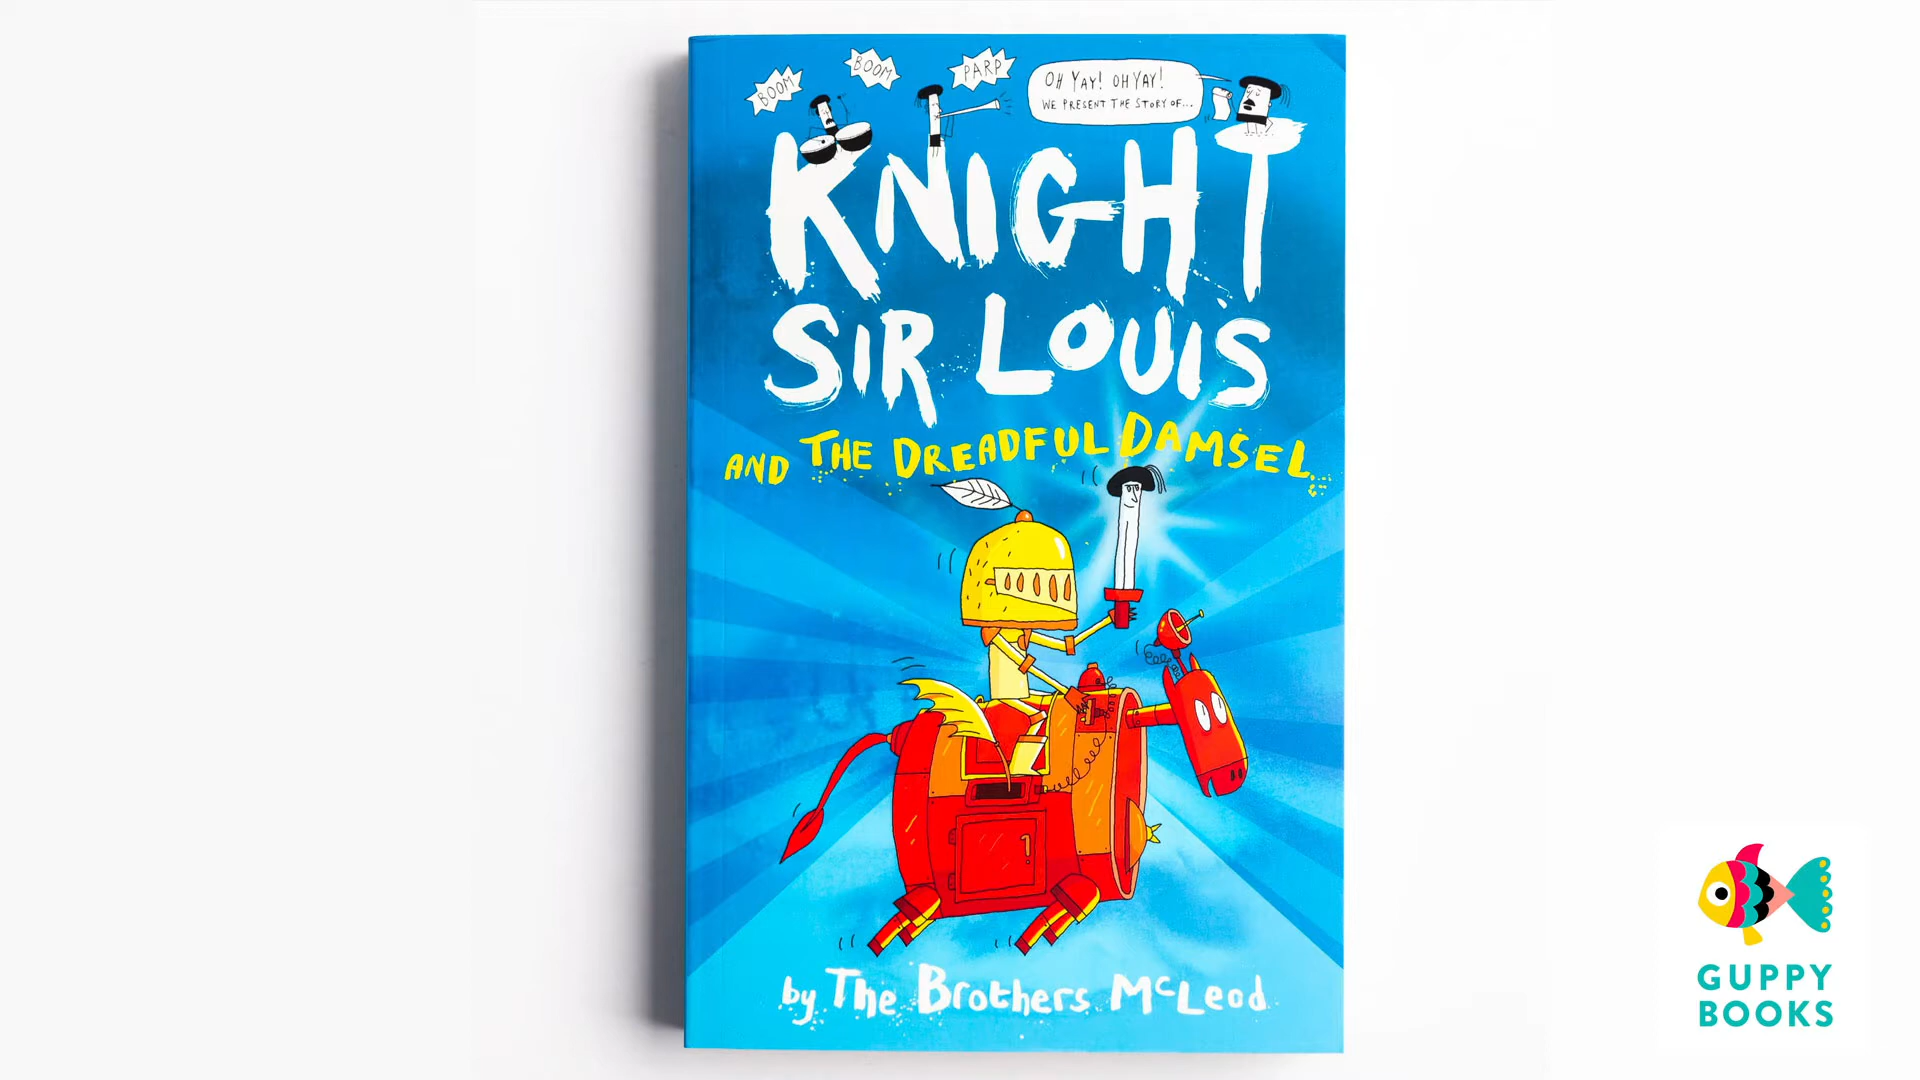 BOOM
BOOM
PARP
OH YAY! OH YAY!
WE PRESENT THE STORY OF...
KNIGHT
SIR LOUIS
AND THE DREADFUL DAMSEL
by The Brothers McLeod
GUPPY
BOOKS